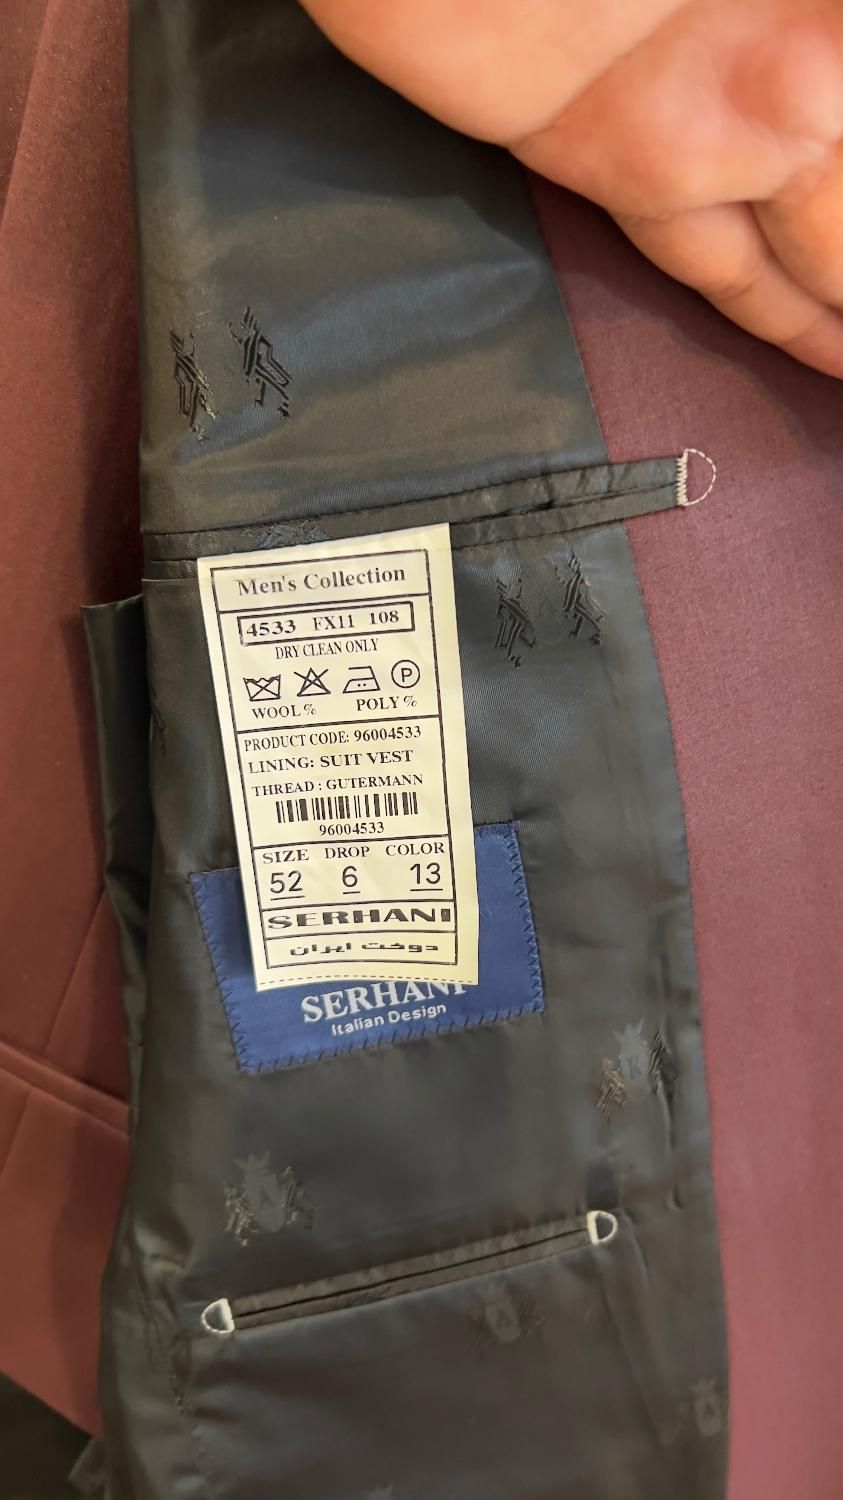 Men's Collection
4533 FX11 108
DRY CLEAN ONLY
P
WOOL % POLY %
PRODUCT CODE: 96004533
LINING: SUIT VEST
THREAD : GUTERMANN
96004533
SIZE DROP COLOR
52 6 13
SERHANI
دوخت ایران
SERHANI
Italian Design